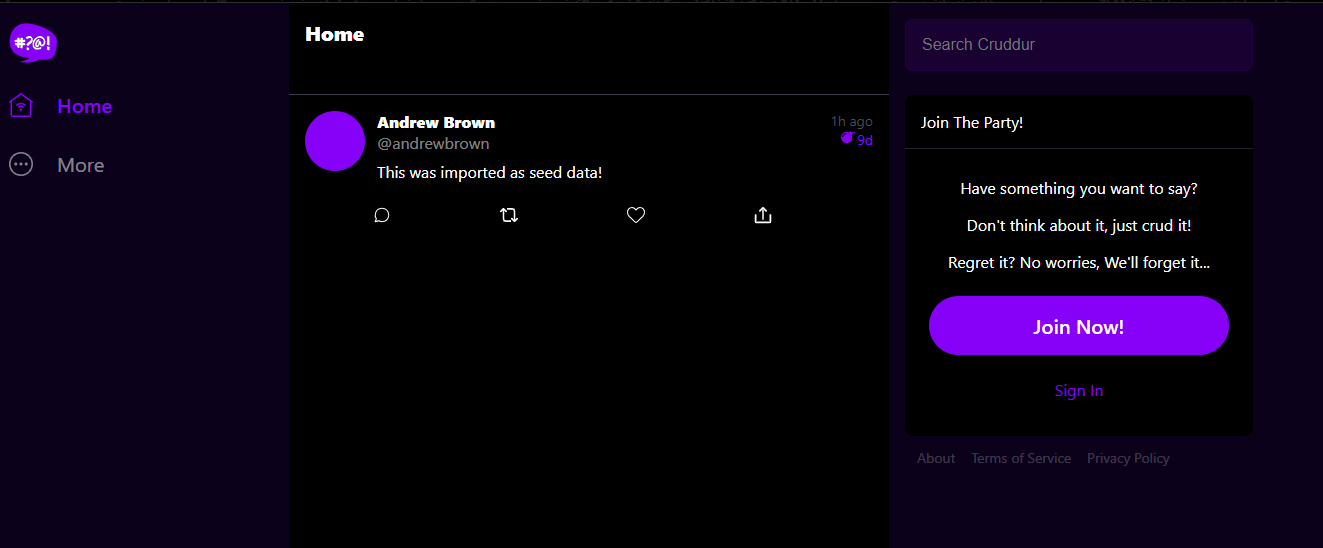 #?@!
Home
More
Home
Andrew Brown
@andrewbrown
1h ago
9d
This was imported as seed data!
Search Cruddur
Join The Party!
Have something you want to say?
Don't think about it, just crud it!
Regret it? No worries, We'll forget it...
Join Now!
Sign In
About Terms of Service Privacy Policy